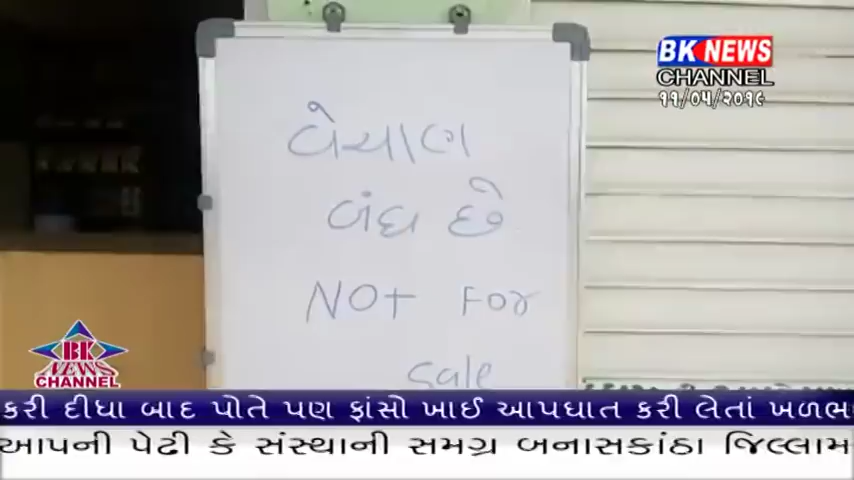 BK NEWS
CHANNEL
૧૧/૦૫/૨૦૧૯
વેચાણ
બંધ છે
NOT FOR
Sale
BK
NEWS
CHANNEL
કરી દીધા બાદ પોતે પણ ફાંસો ખાઈ આપઘાત કરી લેતાં ખળભ
આપની પેઢી કે સંસ્થાની સમગ્ર બનાસકાંઠા જિલ્લામ